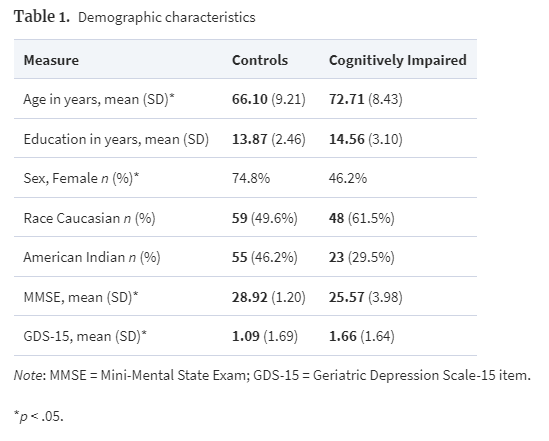 Table 1. Demographic characteristics
Measure Controls Cognitively Impaired
Age in years, mean (SD)* 66.10 (9.21) 72.71 (8.43)
Education in years, mean (SD) 13.87 (2.46) 14.56 (3.10)
Sex, Female n (%)* 74.8% 46.2%
Race Caucasian n (%) 59 (49.6%) 48 (61.5%)
American Indian n (%) 55 (46.2%) 23 (29.5%)
MMSE, mean (SD)* 28.92 (1.20) 25.57 (3.98)
GDS-15, mean (SD)* 1.09 (1.69) 1.66 (1.64)
Note: MMSE = Mini-Mental State Exam; GDS-15 = Geriatric Depression Scale-15 item.
*p < .05.